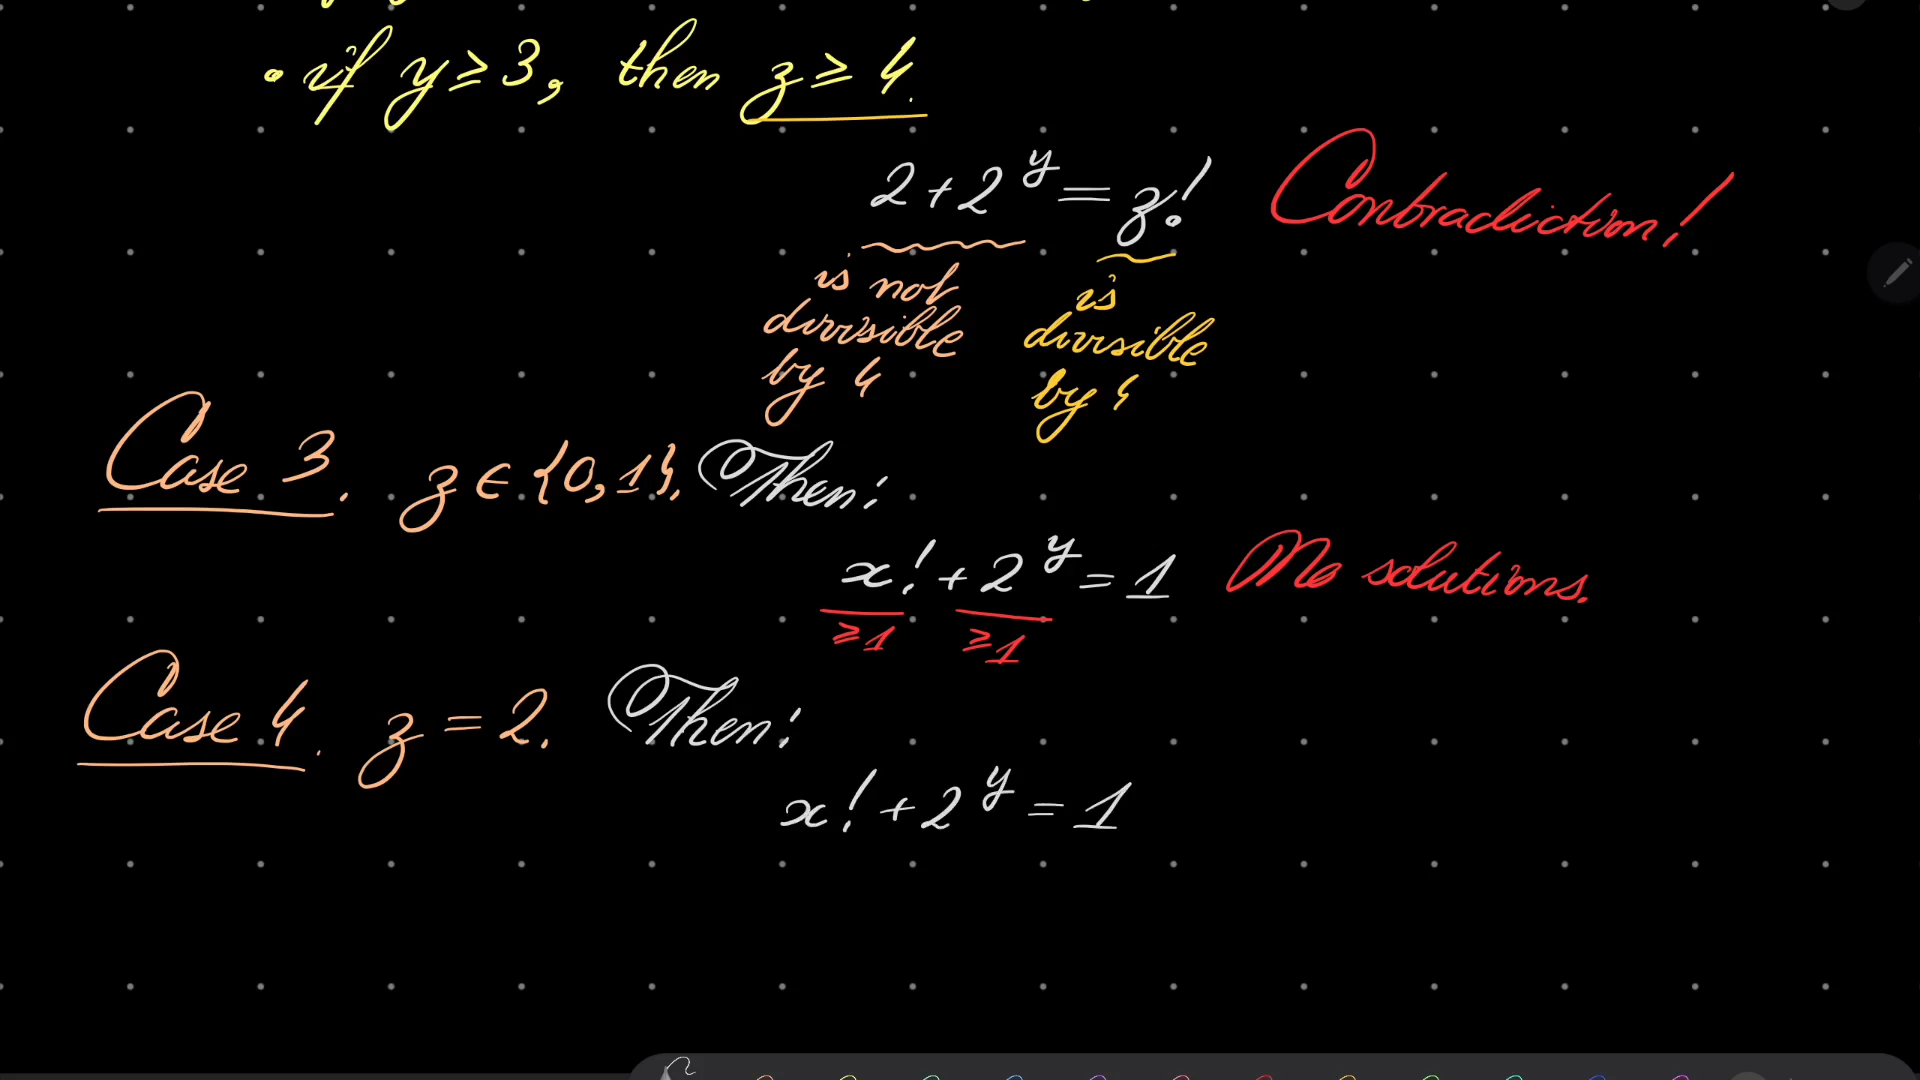 • if y ≥ 3, then z ≥ 4.
2 + 2^y = z! Contradiction!
is not is
divisible divisible
by 4 by 4
Case 3. z ∈ {0, 1}. Then:
x! + 2^y = 1 No solutions.
≥1 ≥1
Case 4. z = 2. Then:
x! + 2^y = 1